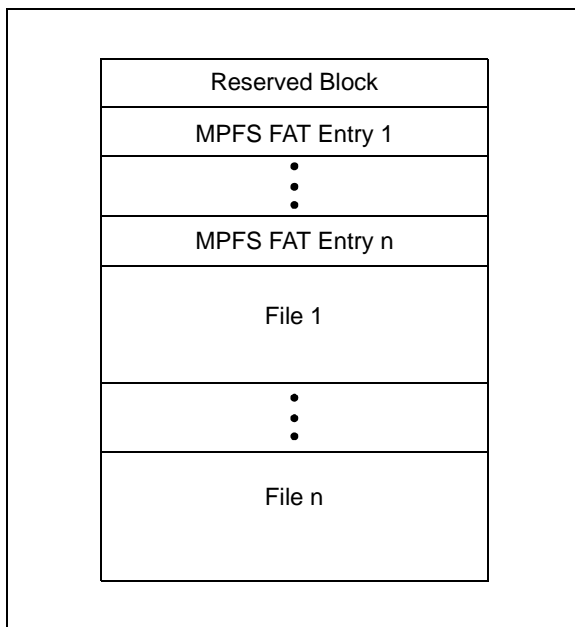 Reserved Block
MPFS FAT Entry 1
MPFS FAT Entry n
File 1
File n